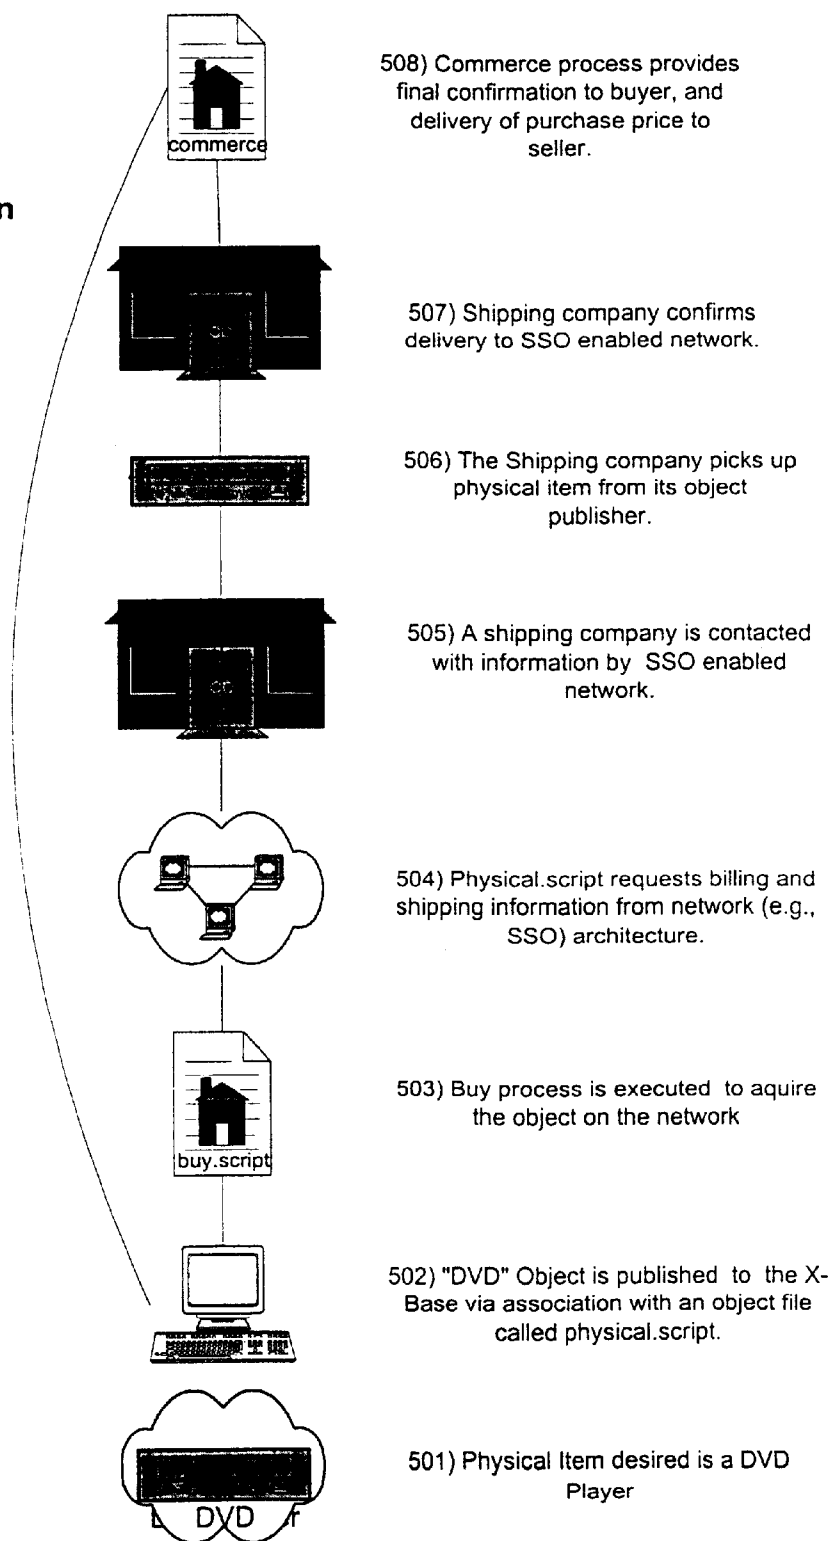 508) Commerce process provides
final confirmation to buyer, and
delivery of purchase price to
seller.
commerce
n
507) Shipping company confirms
delivery to SSO enabled network.
506) The Shipping company picks up
physical item from its object
publisher.
505) A shipping company is contacted
with information by SSO enabled
network.
504) Physical.script requests billing and
shipping information from network (e.g.,
SSO) architecture.
503) Buy process is executed to aquire
the object on the network
buy.script
502) "DVD" Object is published to the X-
Base via association with an object file
called physical.script.
501) Physical Item desired is a DVD
Player
DVD